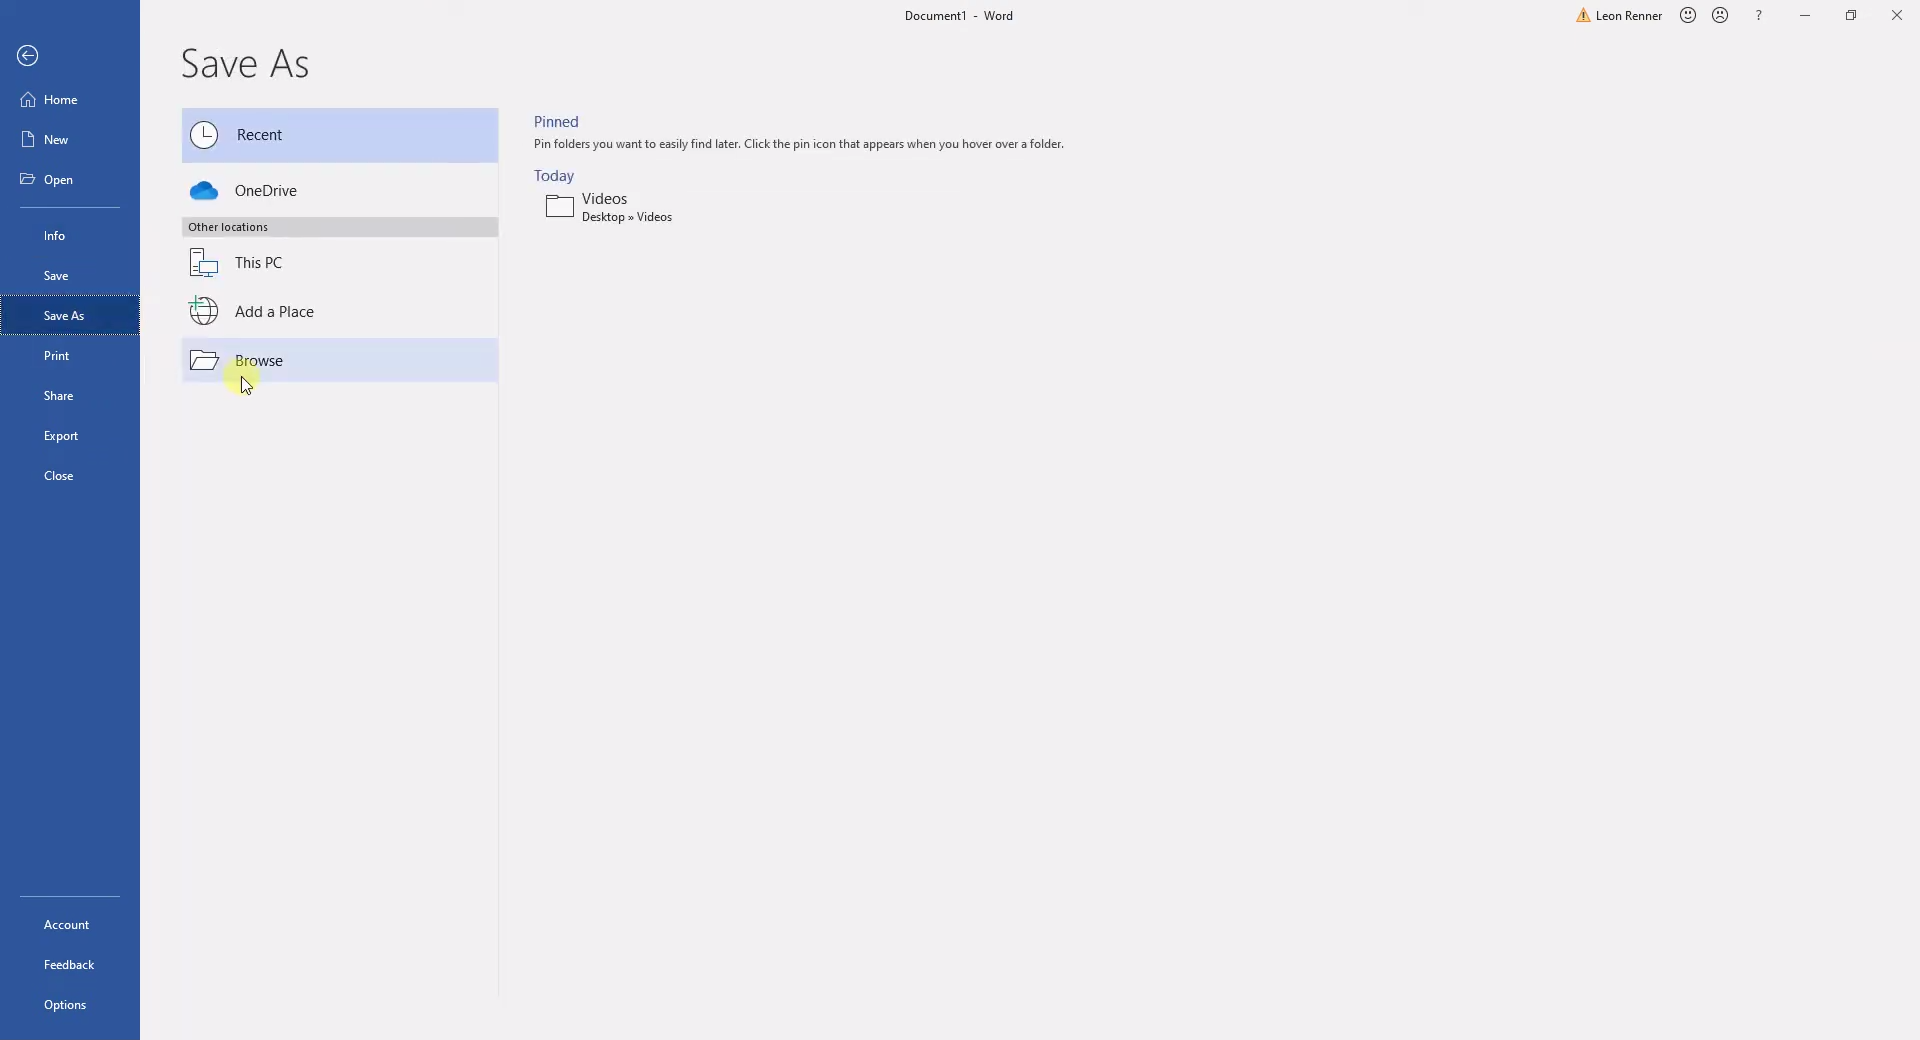 Document1 - Word
Leon Renner
?
Save As
Home
New
Open
Info
Save
Save As
Print
Share
Export
Close
Account
Feedback
Options
Recent
OneDrive
Other locations
This PC
Add a Place
Browse
Pinned
Pin folders you want to easily find later. Click the pin icon that appears when you hover over a folder.
Today
Videos
Desktop » Videos